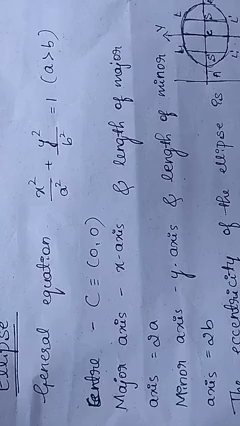 Ellipse
General equation x²/a² + y²/b² = 1 (a>b)
Centre - C ≡ (0,0)
Major axis - x-axis & length of major
axis = 2a
Minor axis - y-axis & length of minor
axis = 2b
The eccentricity of the ellipse is
Y
L
B
A S C S
L'